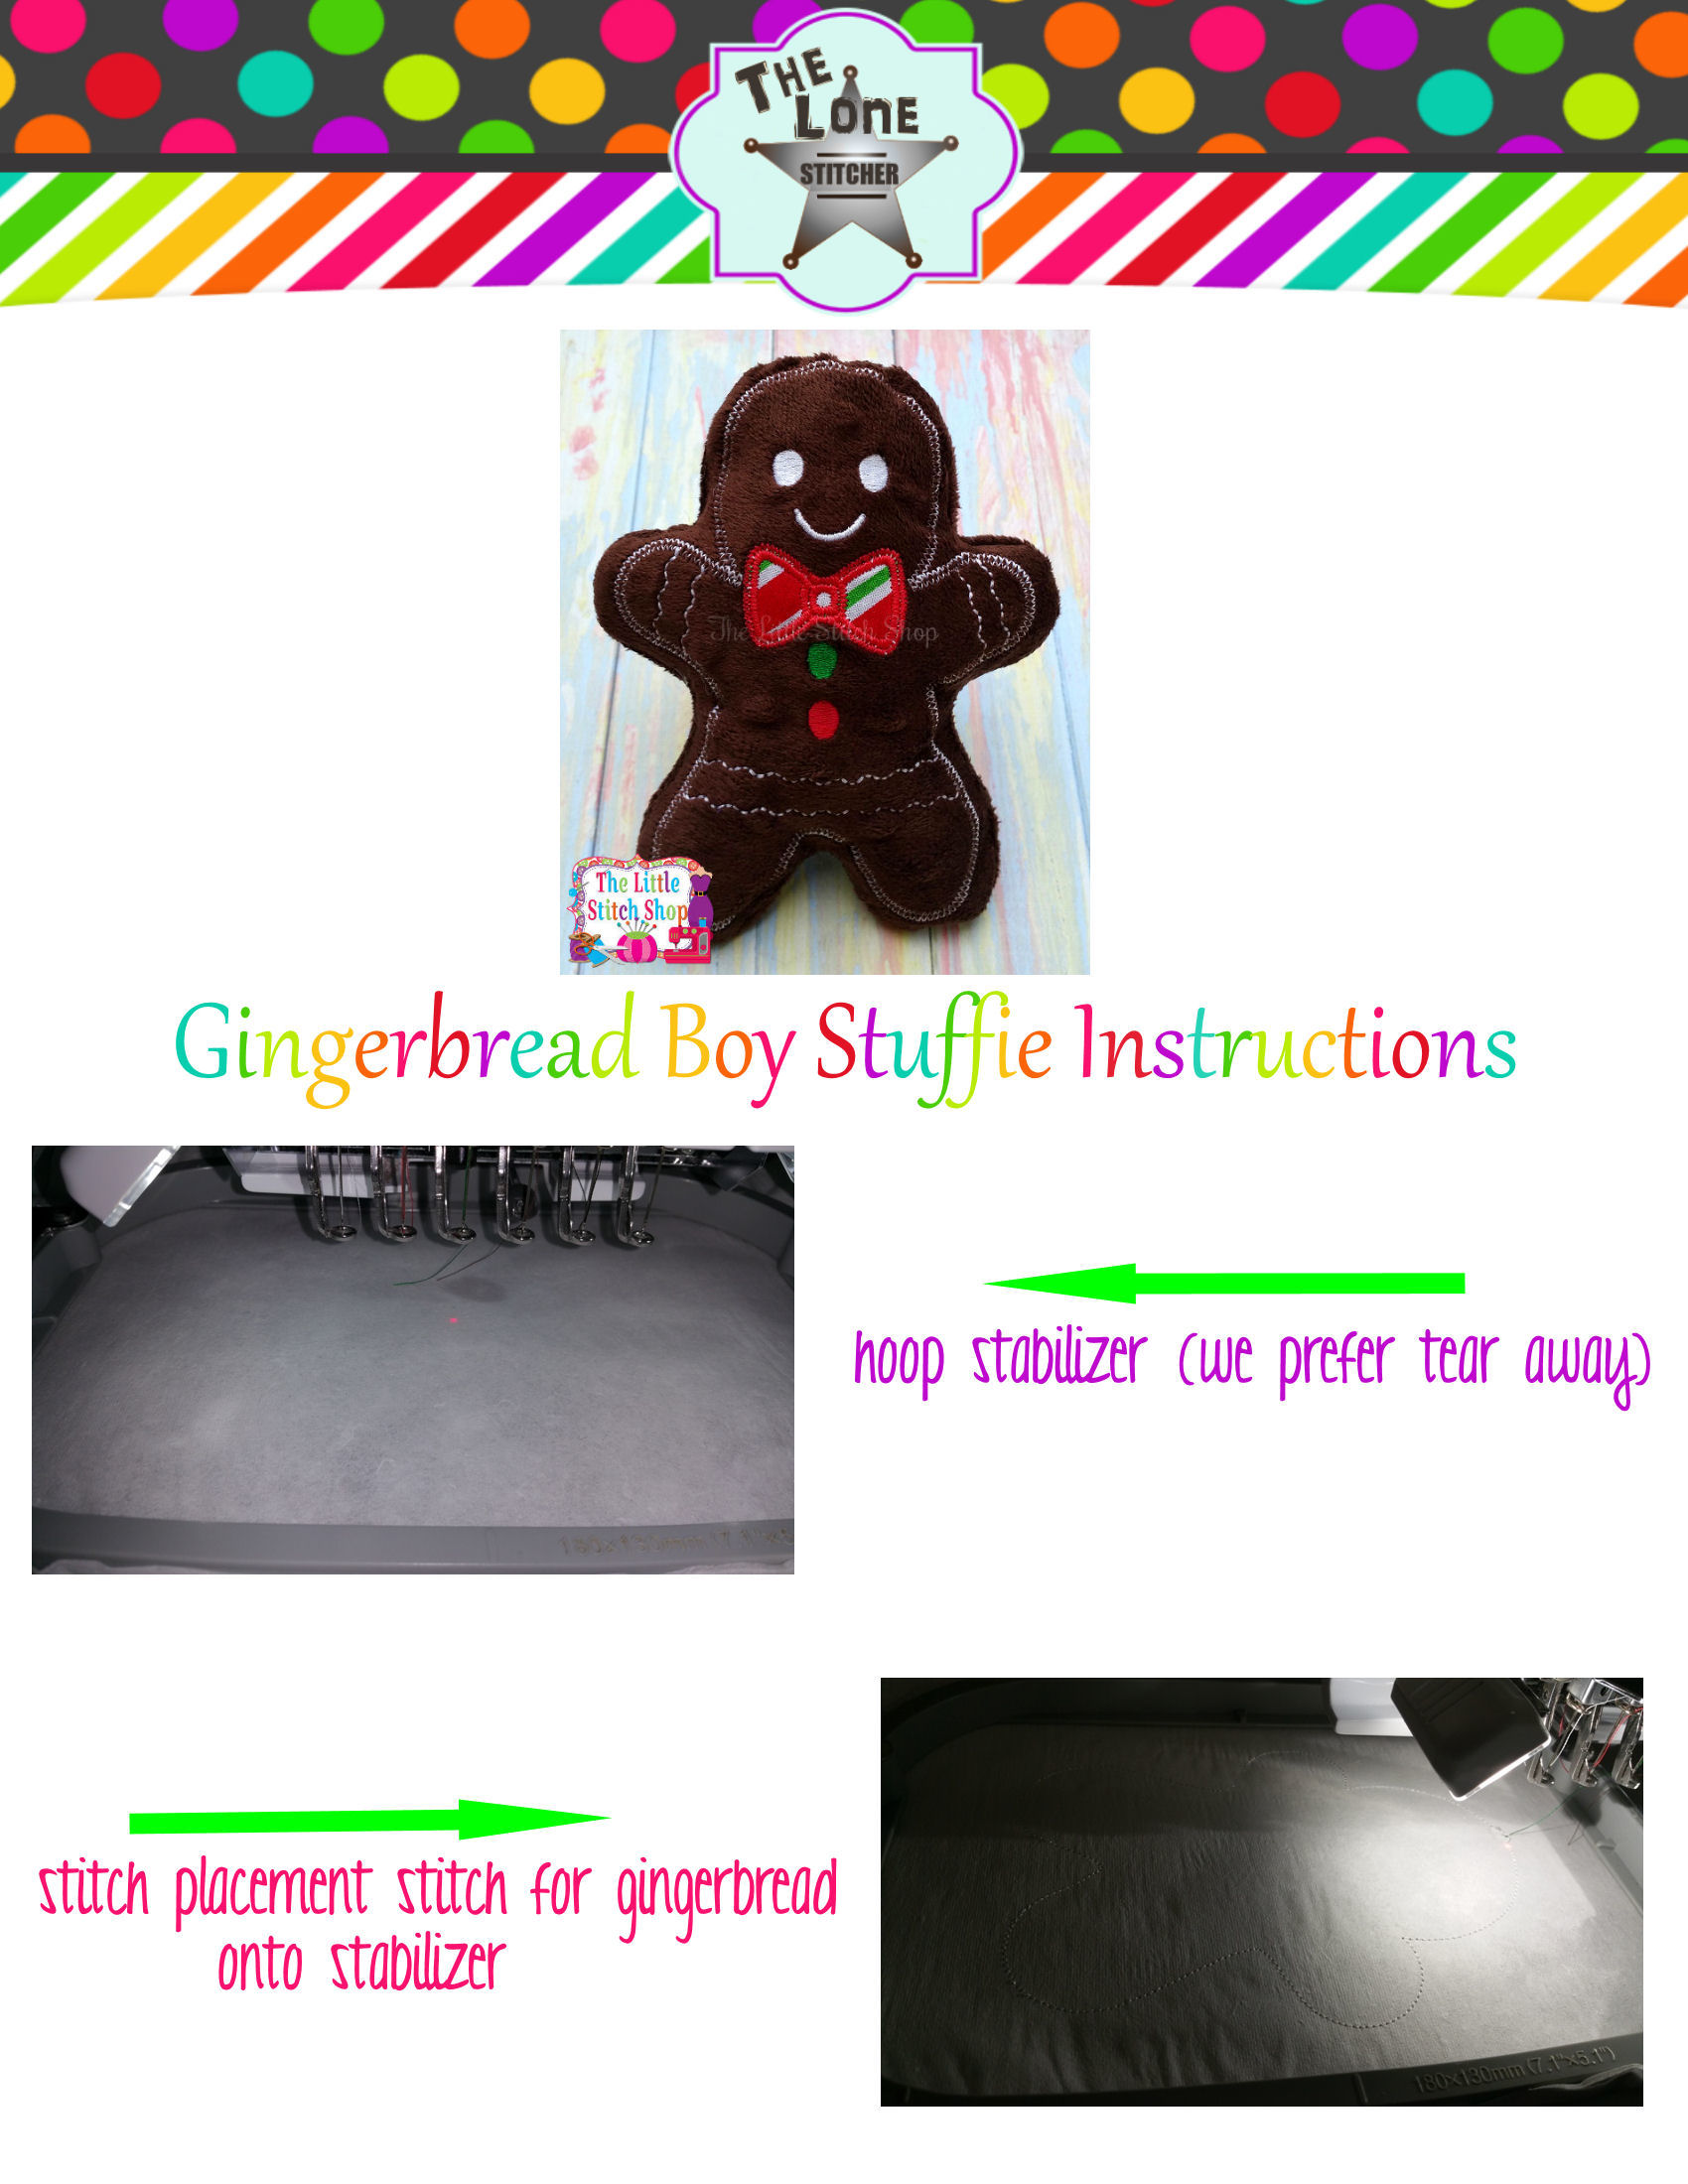 THE
LONE
STITCHER
The Little Stitch Shop
The Little
Stitch Shop
Gingerbread Boy Stuffie Instructions
hoop stabilizer (we prefer tear away)
stitch placement stitch for gingerbread
onto stabilizer
180x130mm (7.1"x5.1")